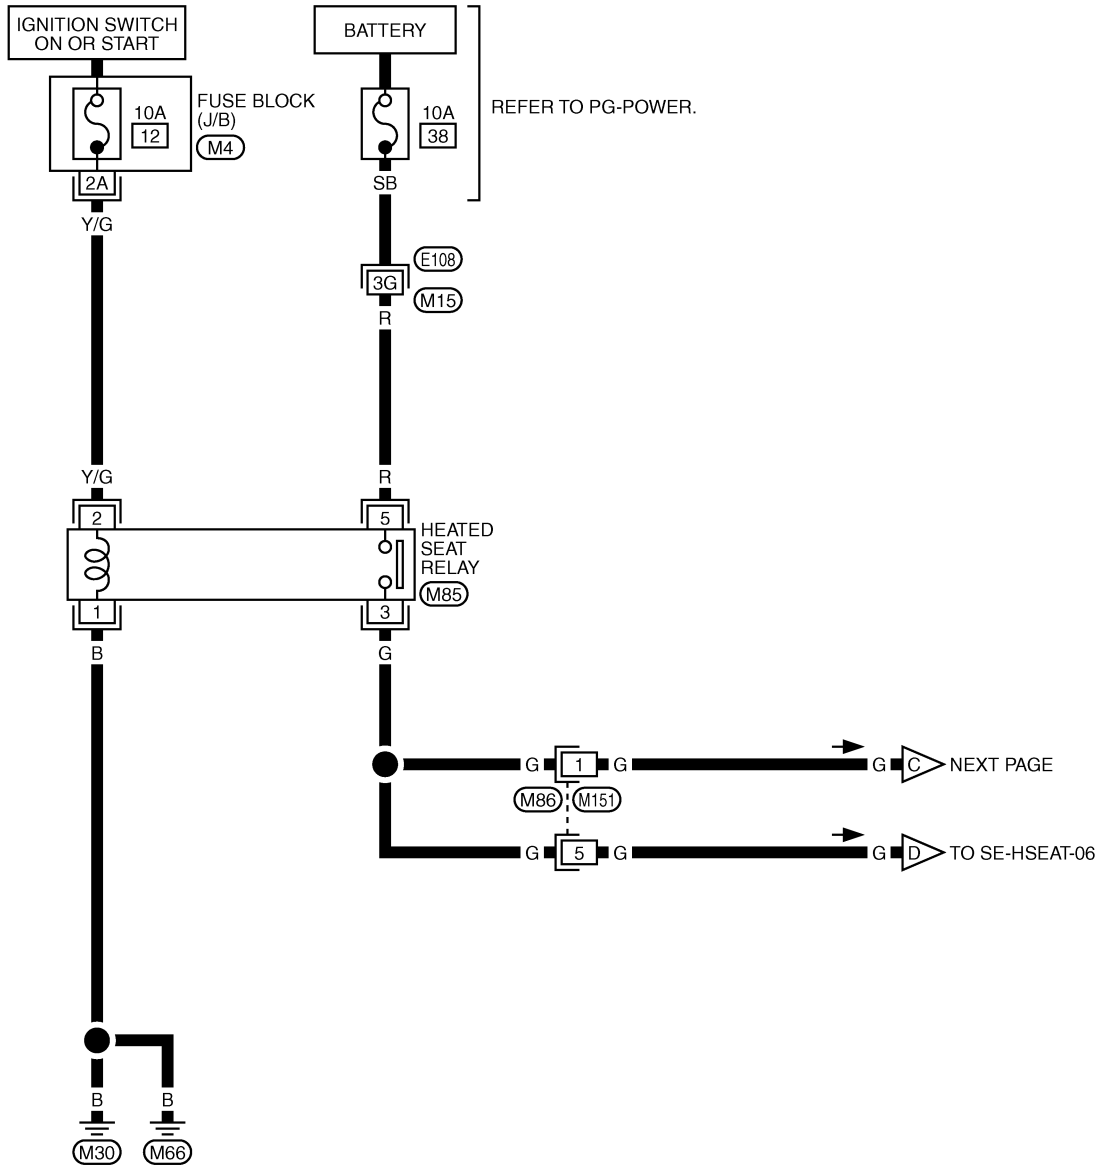 IGNITION SWITCH
ON OR START
BATTERY
FUSE BLOCK
(J/B)
M4
10A
12
10A
38
REFER TO PG-POWER.
2A
SB
Y/G
E108
3G
M15
R
Y/G
R
2
5
HEATED
SEAT
RELAY
M85
1
3
B
G
G
1
G
G
C
NEXT PAGE
M86
M151
G
5
G
G
D
TO SE-HSEAT-06
B
B
M30
M66